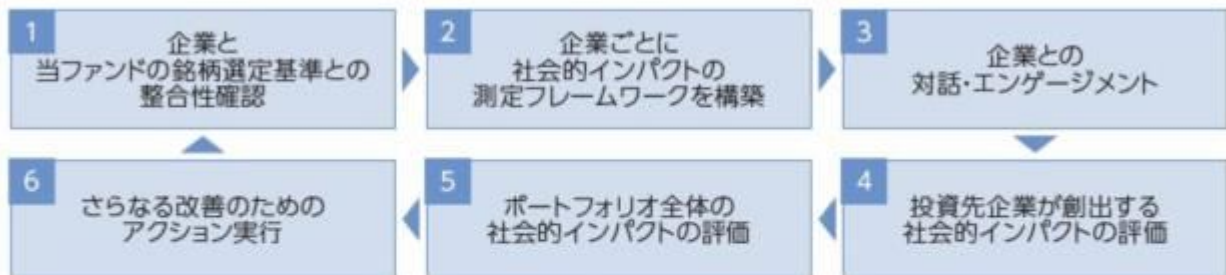 1
企業と
当ファンドの銘柄選定基準との
整合性確認
2
企業ごとに
社会的インパクトの
測定フレームワークを構築
3
企業との
対話・エンゲージメント
4
投資先企業が創出する
社会的インパクトの評価
5
ポートフォリオ全体の
社会的インパクトの評価
6
さらなる改善のための
アクション実行